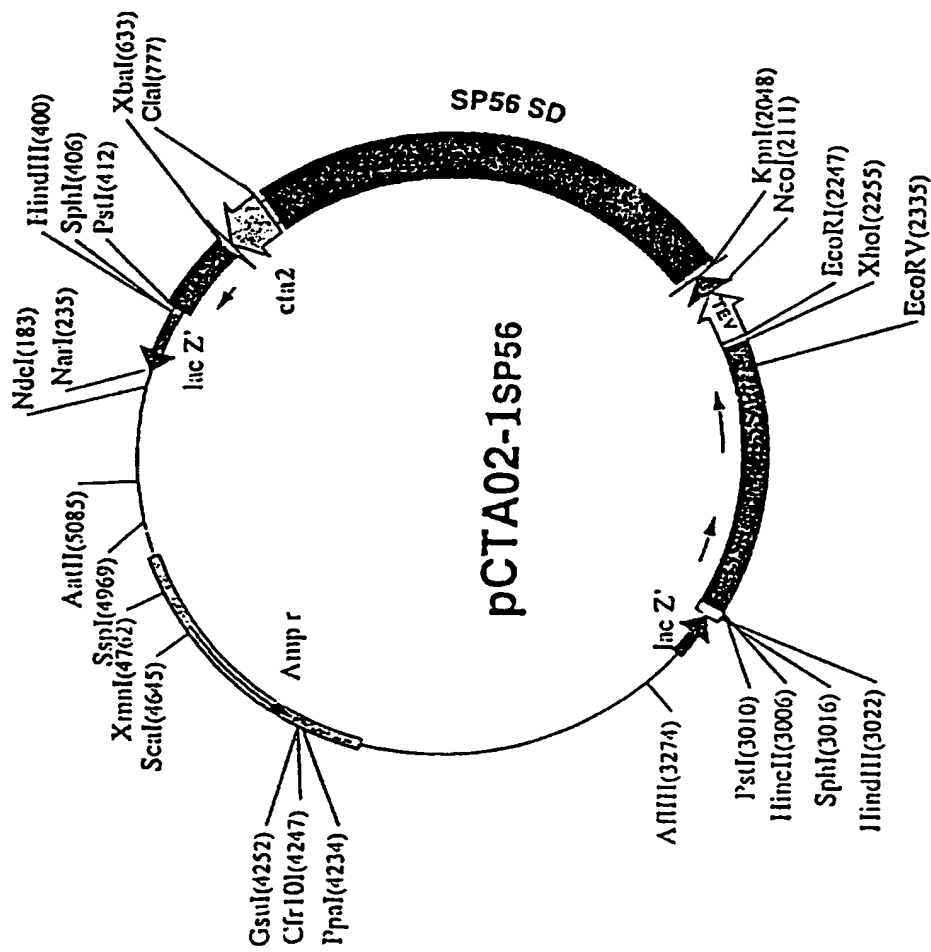 NdeI(183)
NarI(235)
HindIII(400)
SphI(406)
PstI(412)
XbaI(633)
ClaI(777)
SP56 SD
KpnI(2048)
NcoI(2111)
EcoRI(2247)
XhoI(2255)
EcoRV(2335)
lac Z'
cta2
TEV
pCTA02-1SP56
AatII(5085)
SspI(4969)
XmnI(4762)
ScaI(4645)
Amp r
GsuI(4252)
Cfr10I(4247)
PpaI(4234)
lac Z'
AflIII(3274)
PstI(3010)
HincII(3006)
SphI(3016)
HindIII(3022)